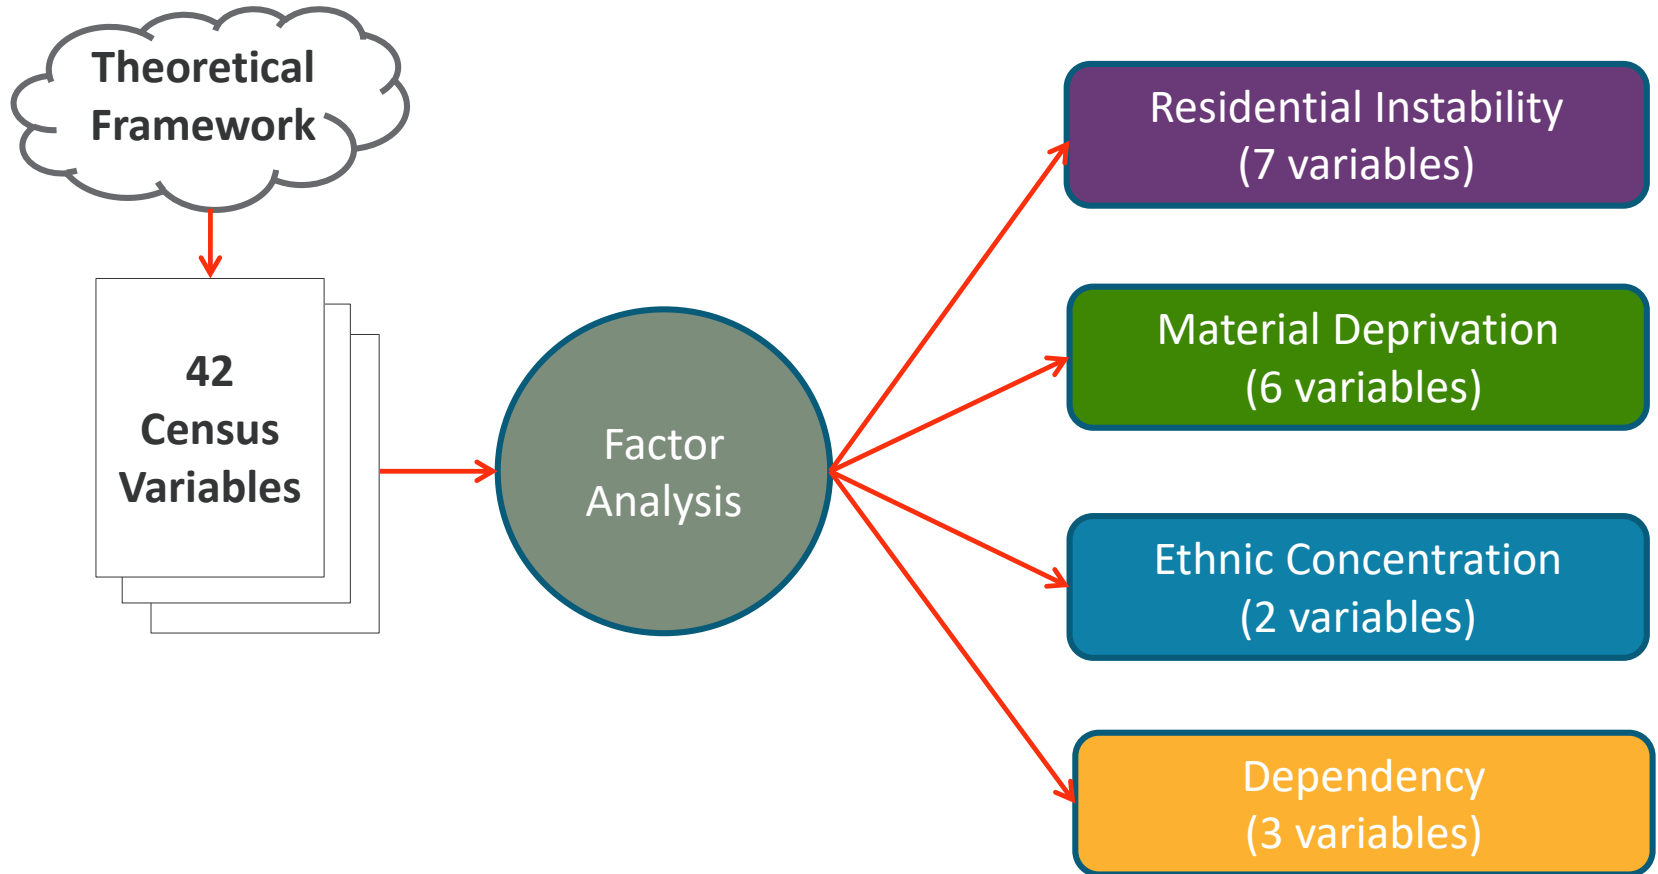 Theoretical
Framework
42
Census
Variables
Factor
Analysis
Residential Instability
(7 variables)
Material Deprivation
(6 variables)
Ethnic Concentration
(2 variables)
Dependency
(3 variables)